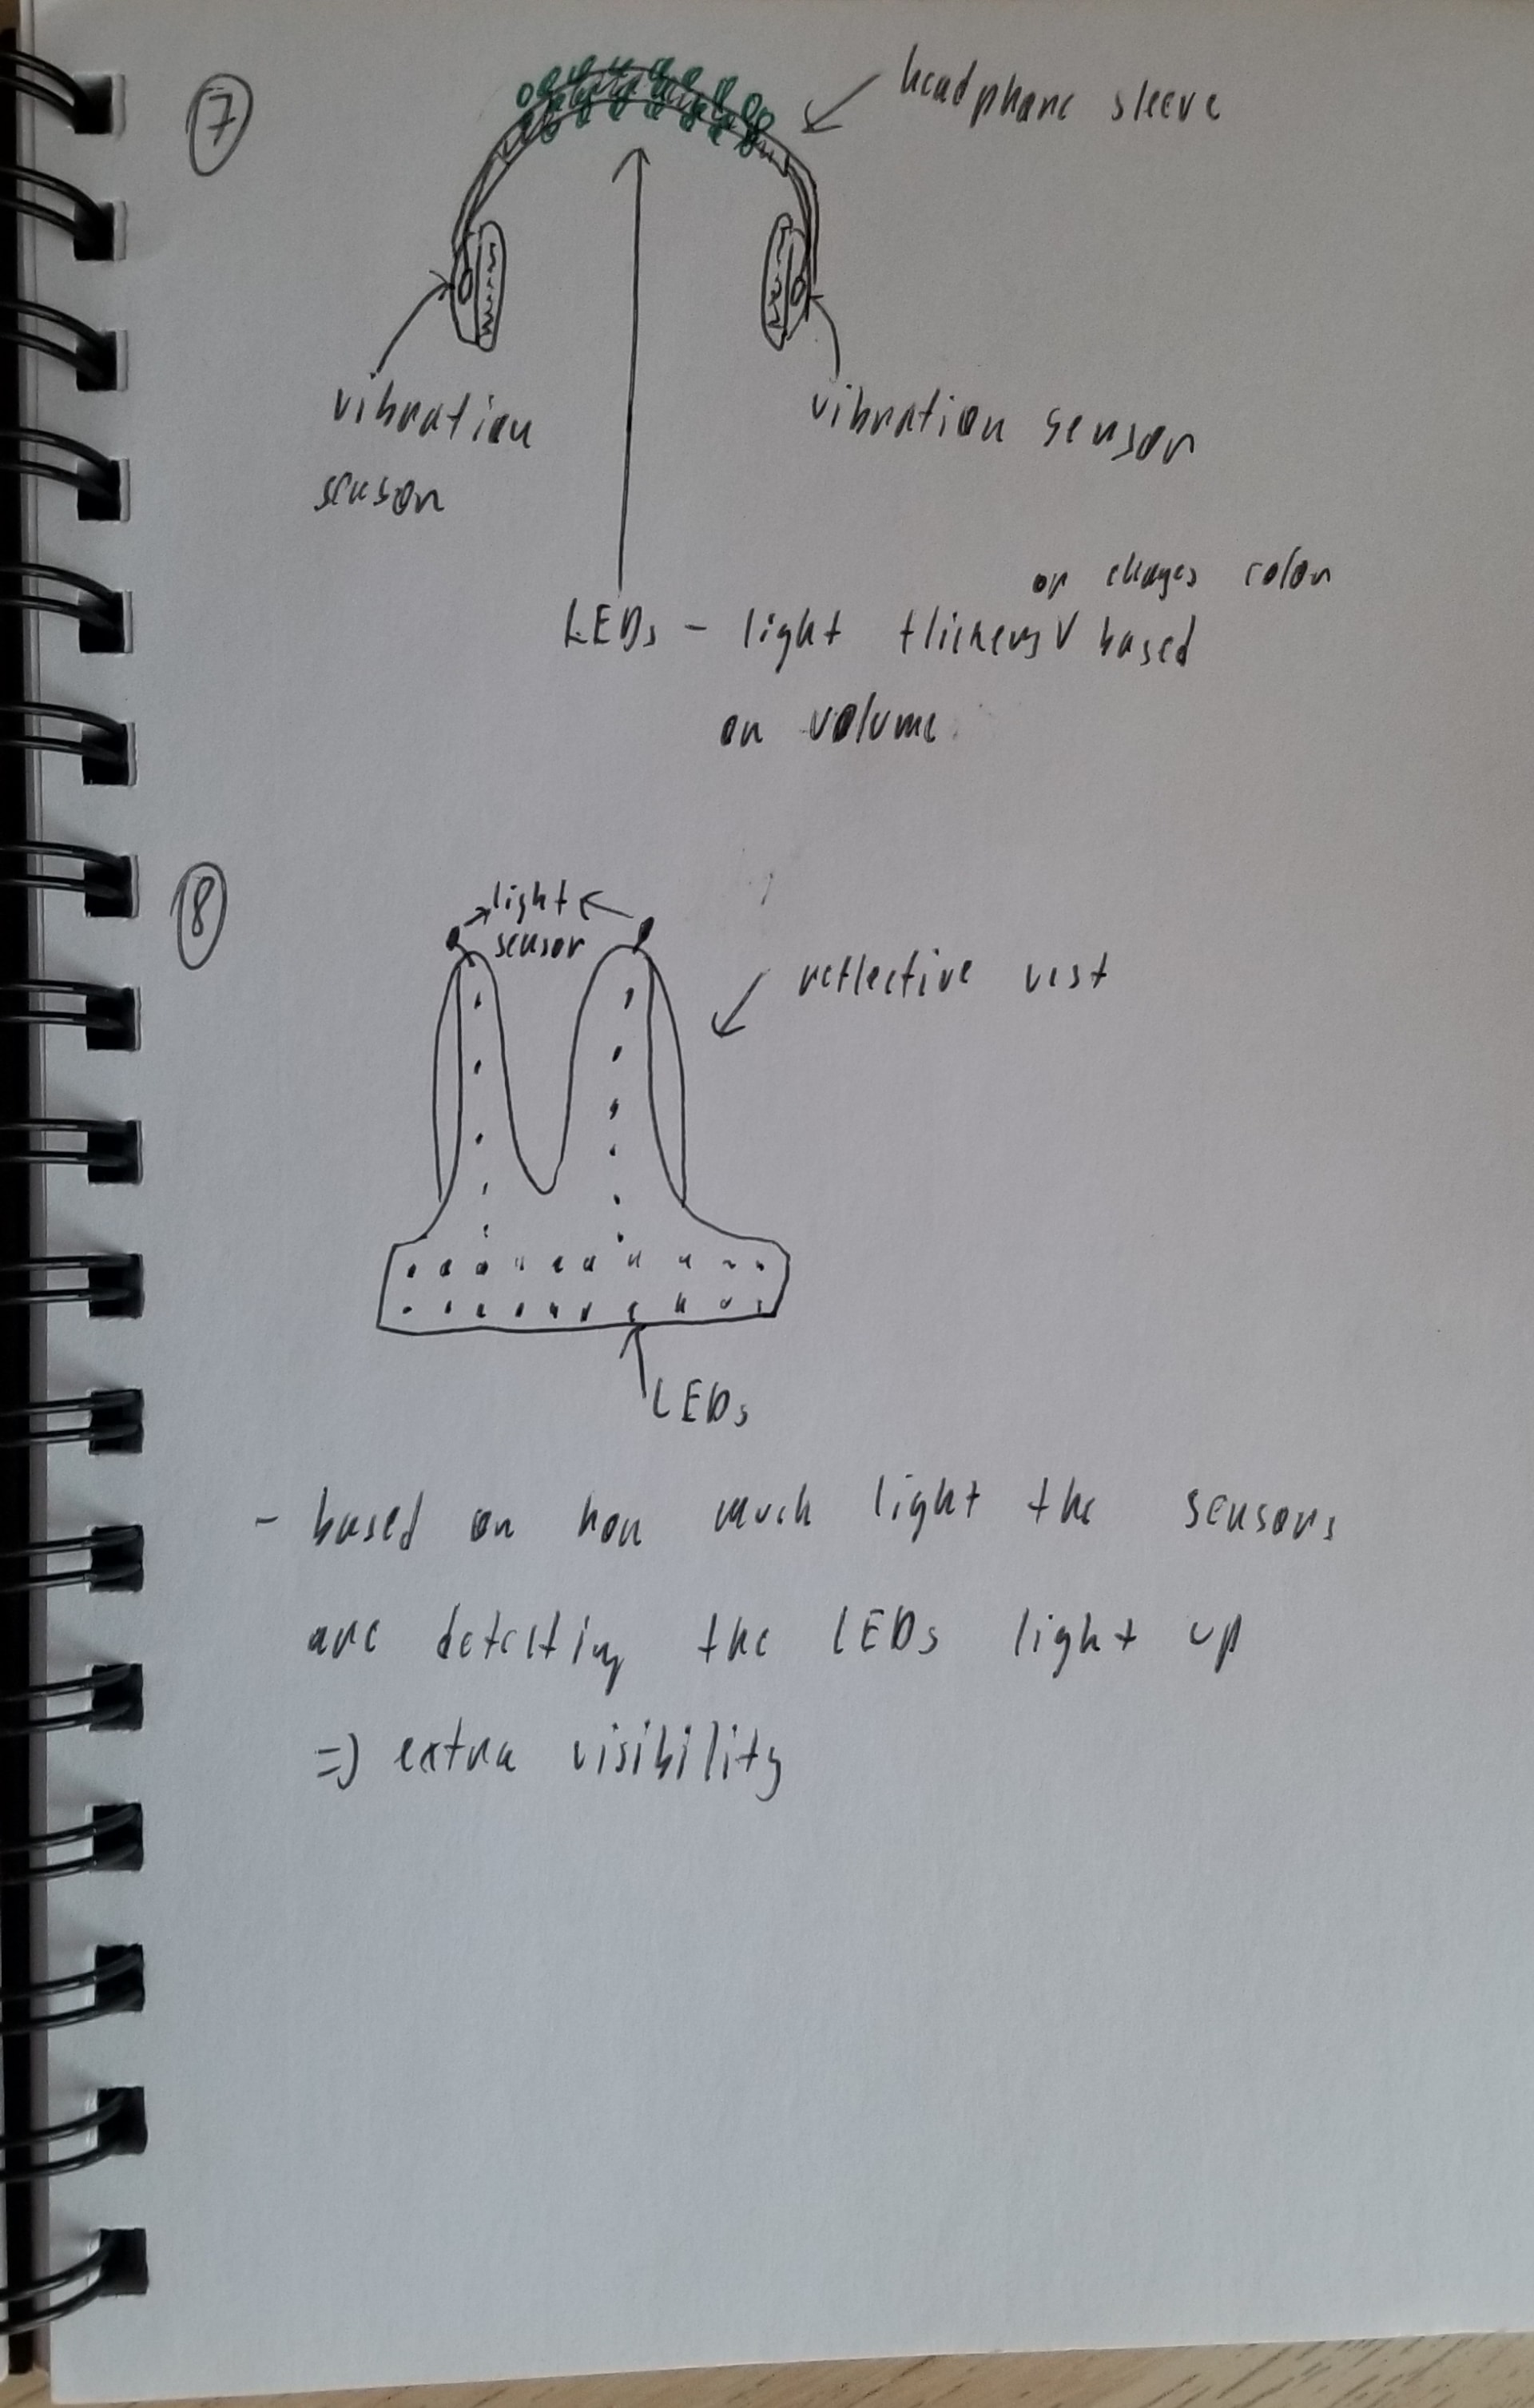 7
headphone sleeve
vibration
sensor
vibration sensor
or chages color
LEDs - light flickers V based
on volume
8
light
sensor
reflective vest
LEDs
- based on how much light the sensors
are detecting the LEDs light up
=> extra visibility